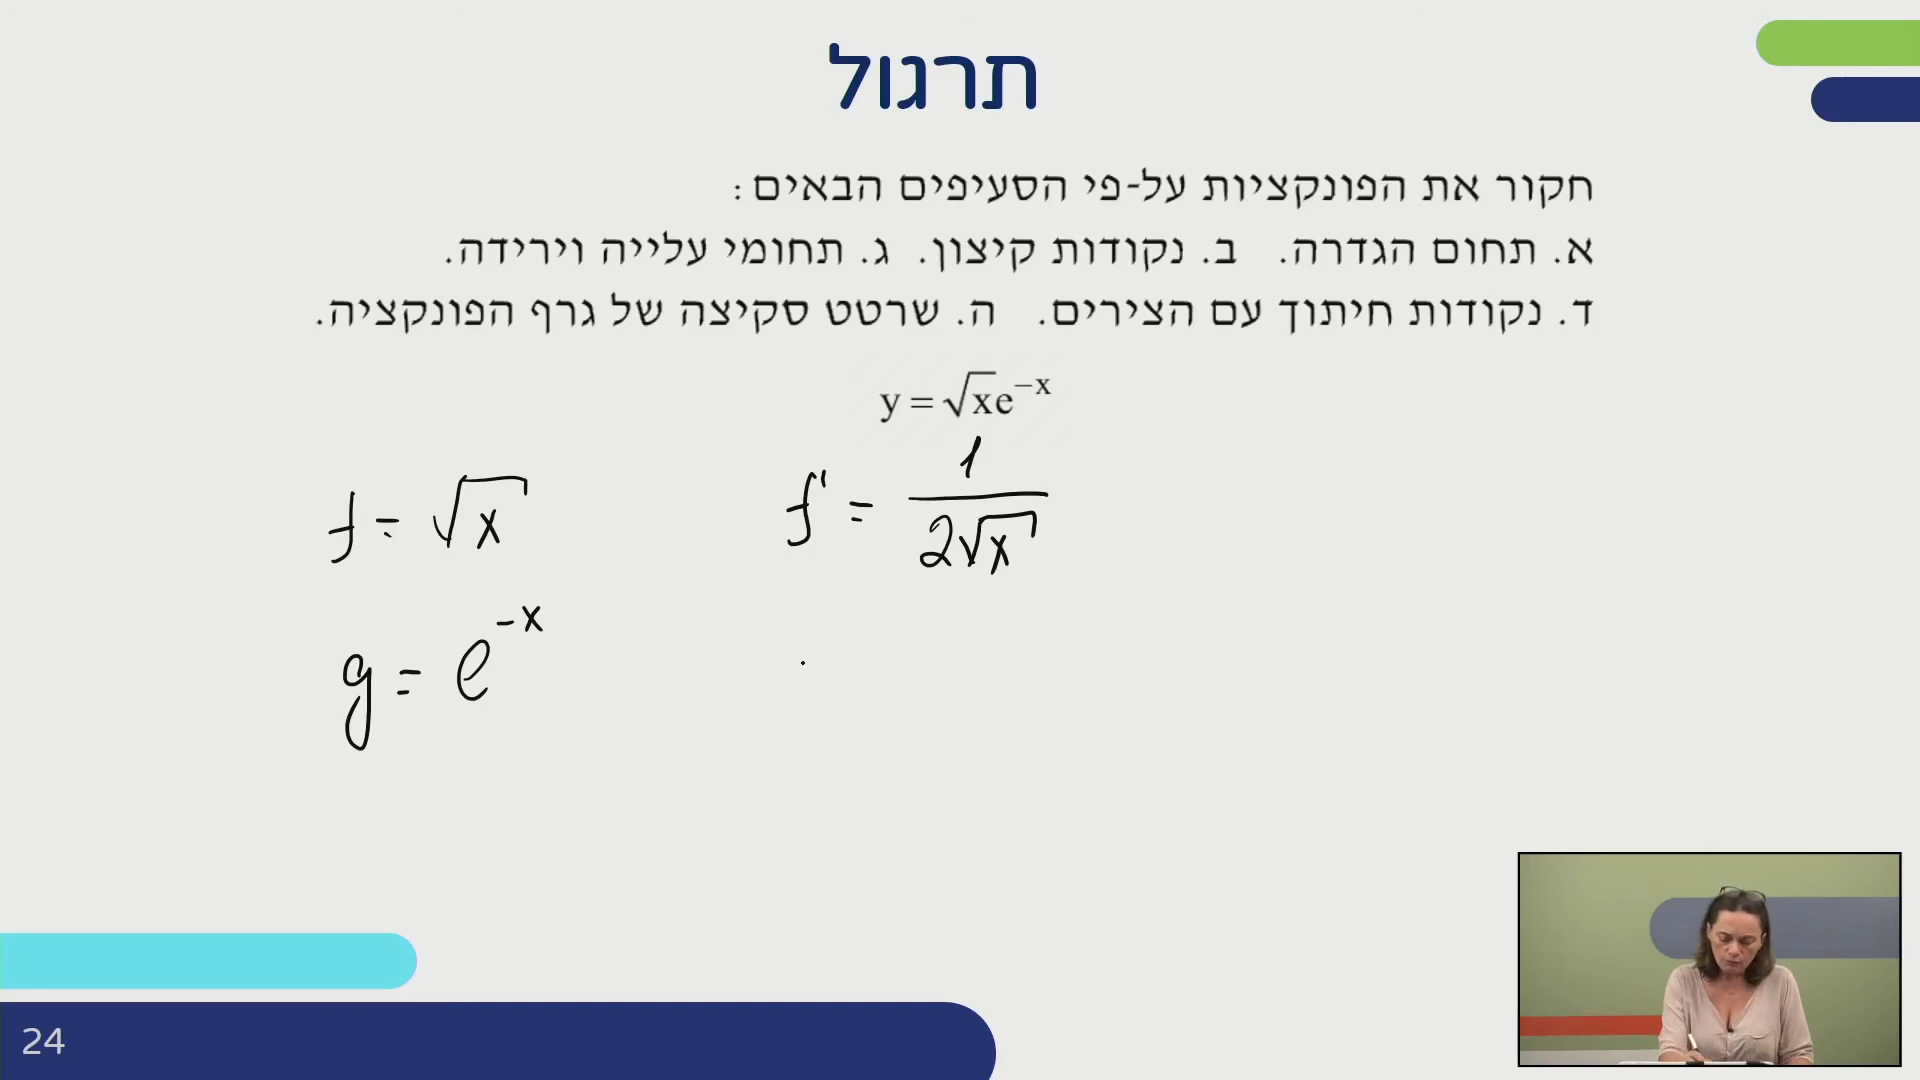 תרגול
חקור את הפונקציות על-פי הסעיפים הבאים:
א. תחום הגדרה. ב. נקודות קיצון. ג. תחומי עלייה וירידה.
ד. נקודות חיתוך עם הצירים. ה. שרטט סקיצה של גרף הפונקציה.
y = √x e^{-x}
f = √x f' = 1/(2√x)
g = e^{-x}
24